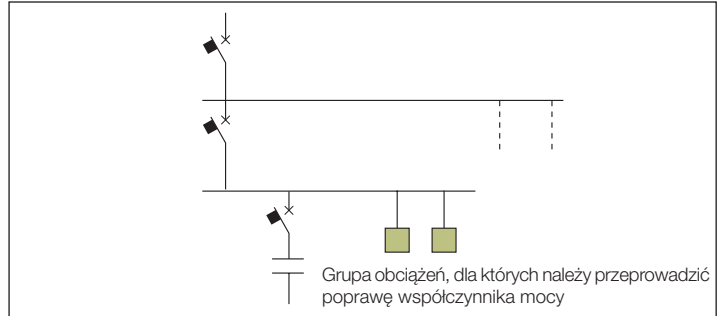 Grupa obciążeń, dla których należy przeprowadzić
poprawę współczynnika mocy